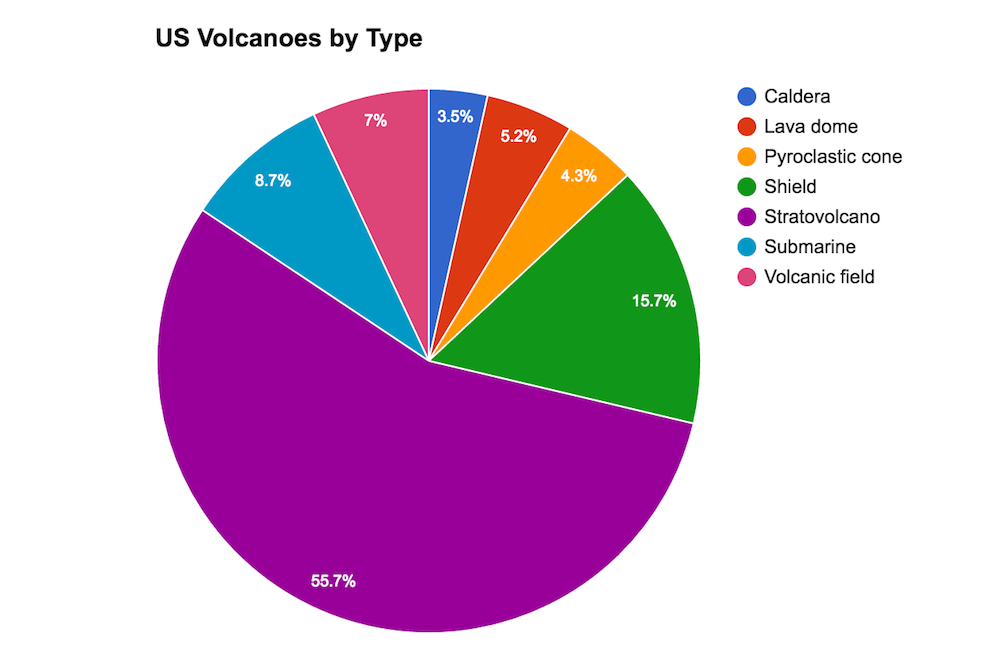 US Volcanoes by Type
3.5%
5.2%
4.3%
15.7%
55.7%
8.7%
7%
Caldera
Lava dome
Pyroclastic cone
Shield
Stratovolcano
Submarine
Volcanic field